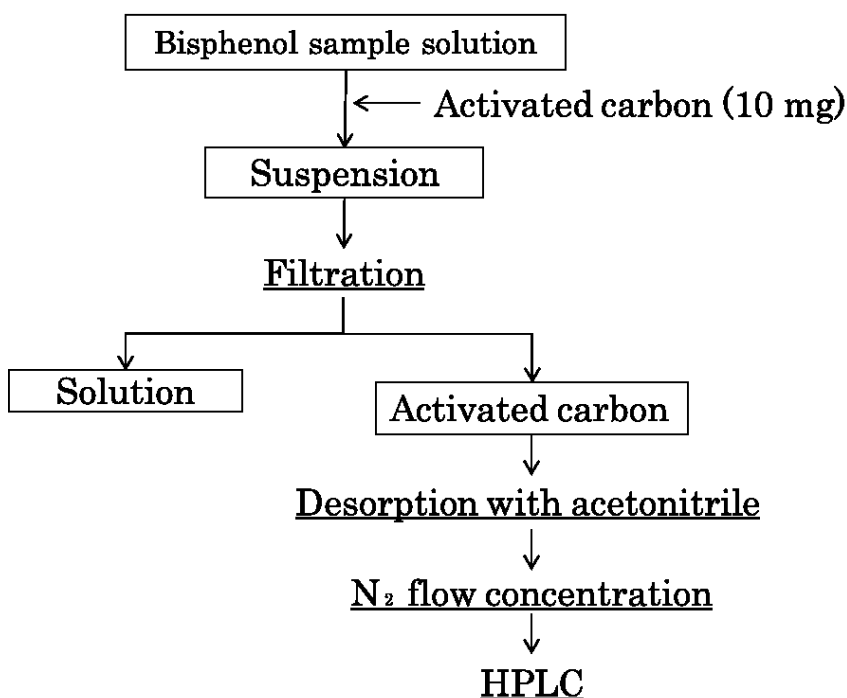 Bisphenol sample solution
Activated carbon (10 mg)
Suspension
Filtration
Solution
Activated carbon
Desorption with acetonitrile
N₂ flow concentration
HPLC